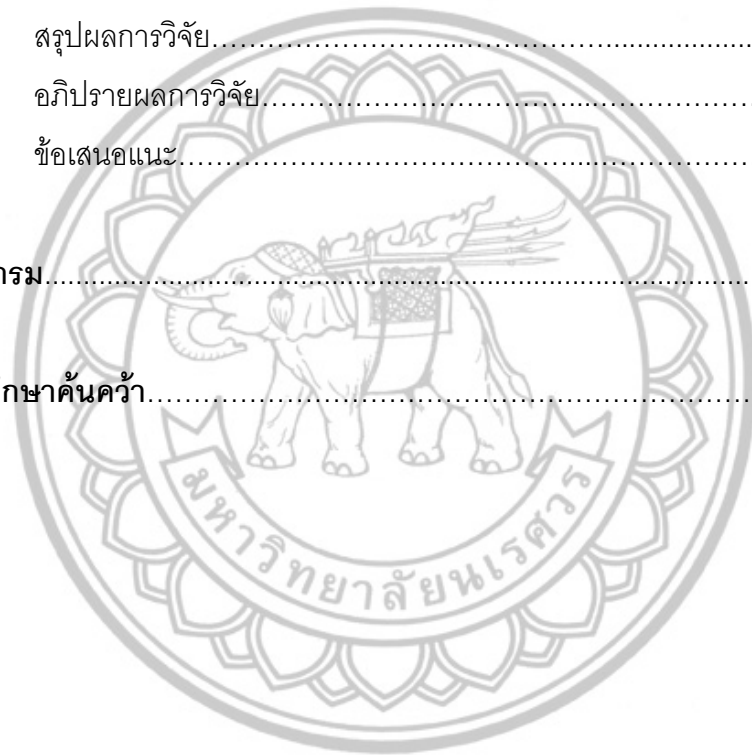 สรุปผลการวิจัย
อภิปรายผลการวิจัย
ข้อเสนอแนะ
กรม
กษาค้นคว้า
มหาวิทยาลัยนเรศวร